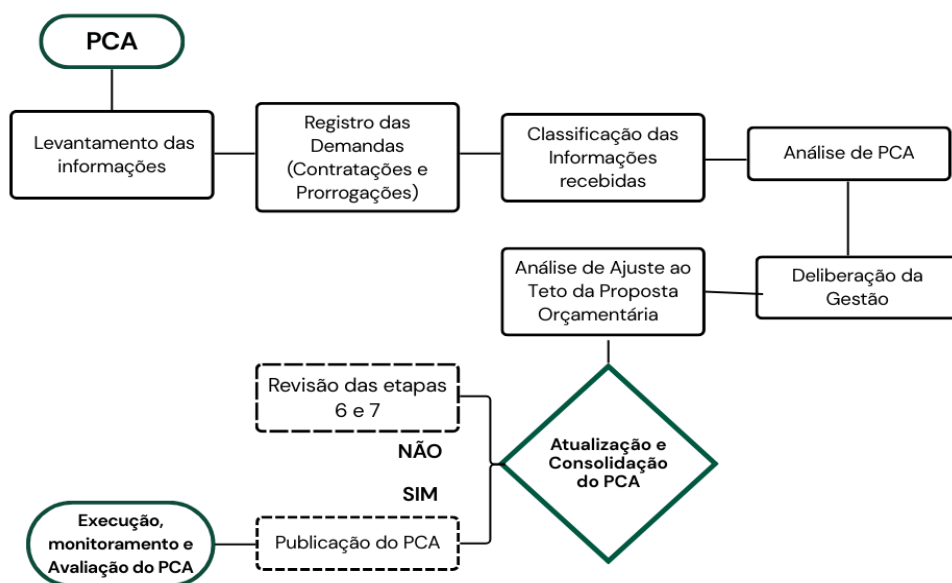 PCA
Levantamento das
informações
Registro das
Demandas
(Contratações e
Prorrogações)
Classificação das
Informações
recebidas
Análise de PCA
Deliberação da
Gestão
Análise de Ajuste ao
Teto da Proposta
Orçamentária
Atualização e
Consolidação
do PCA
Revisão das etapas
6 e 7
NÃO
SIM
Publicação do PCA
Execução,
monitoramento e
Avaliação do PCA